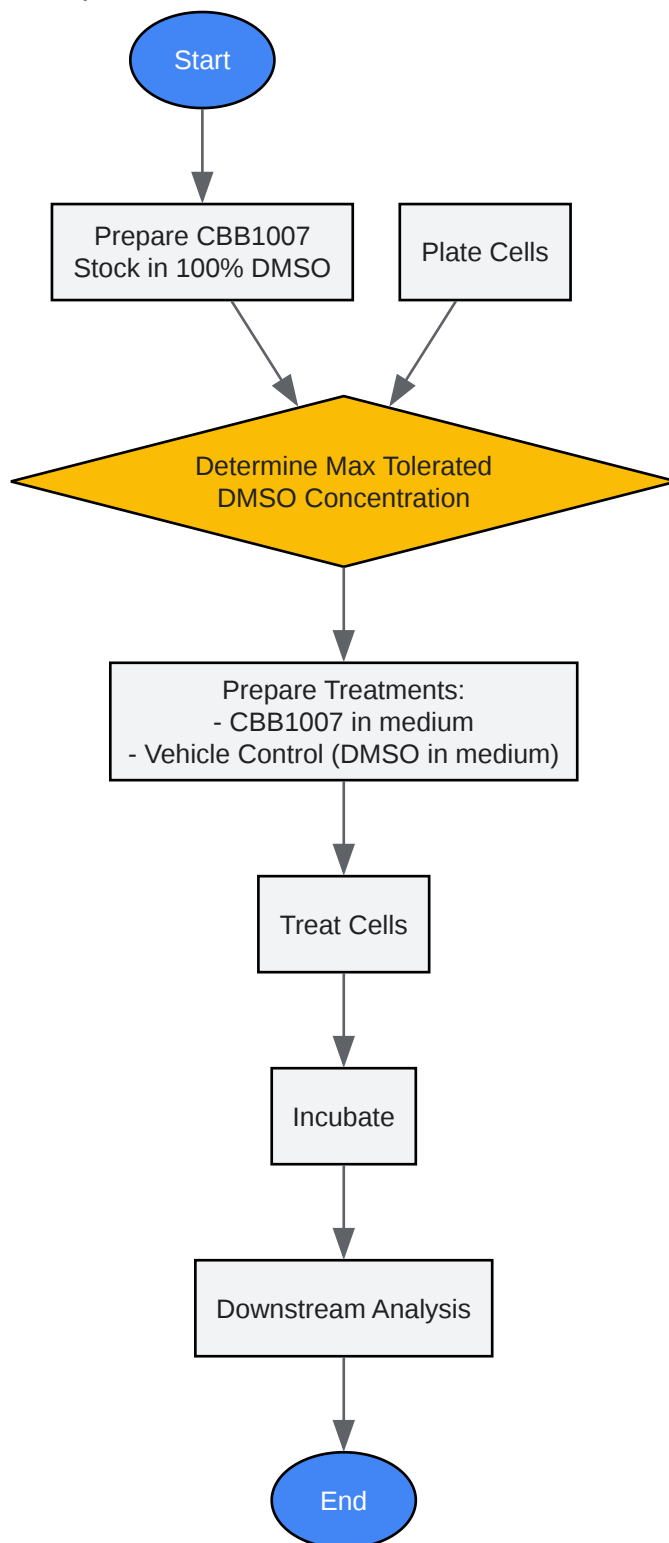 Start
Prepare CBB1007
Stock in 100% DMSO
Plate Cells
Determine Max Tolerated
DMSO Concentration
Prepare Treatments:
- CBB1007 in medium
- Vehicle Control (DMSO in medium)
Treat Cells
Incubate
Downstream Analysis
End